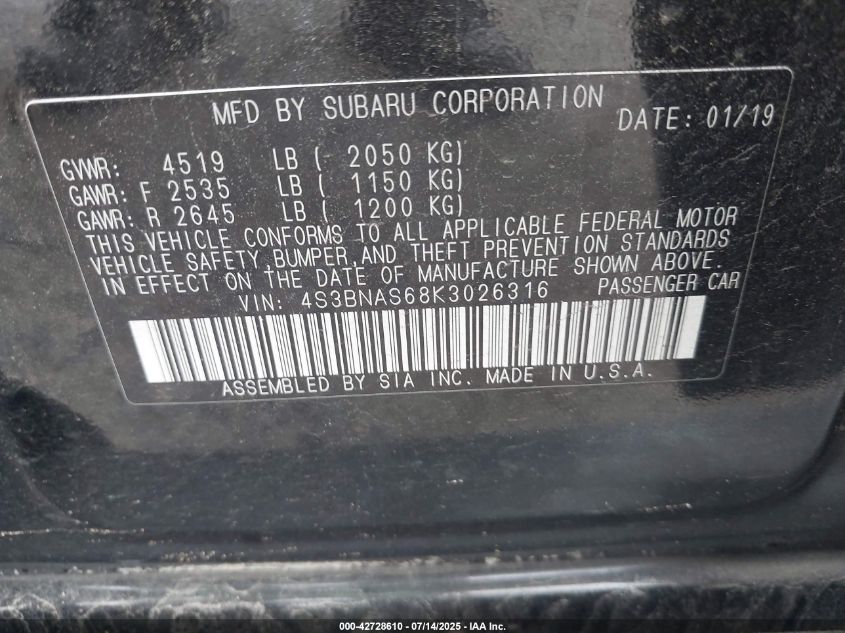 MFD BY SUBARU CORPORATION DATE: 01/19
GVWR: 4519 LB ( 2050 KG)
GAWR: F 2535 LB ( 1150 KG)
GAWR: R 2645 LB ( 1200 KG)
THIS VEHICLE CONFORMS TO ALL APPLICABLE FEDERAL MOTOR
VEHICLE SAFETY, BUMPER, AND THEFT PREVENTION STANDARDS
IN EFFECT ON THE DATE OF MANUFACTURE SHOWN ABOVE.
VIN: 4S3BNAS68K3026316 PASSENGER CAR
ASSEMBLED BY SIA INC. MADE IN U.S.A.
000-42728610 - 07/14/2025 - IAA Inc.